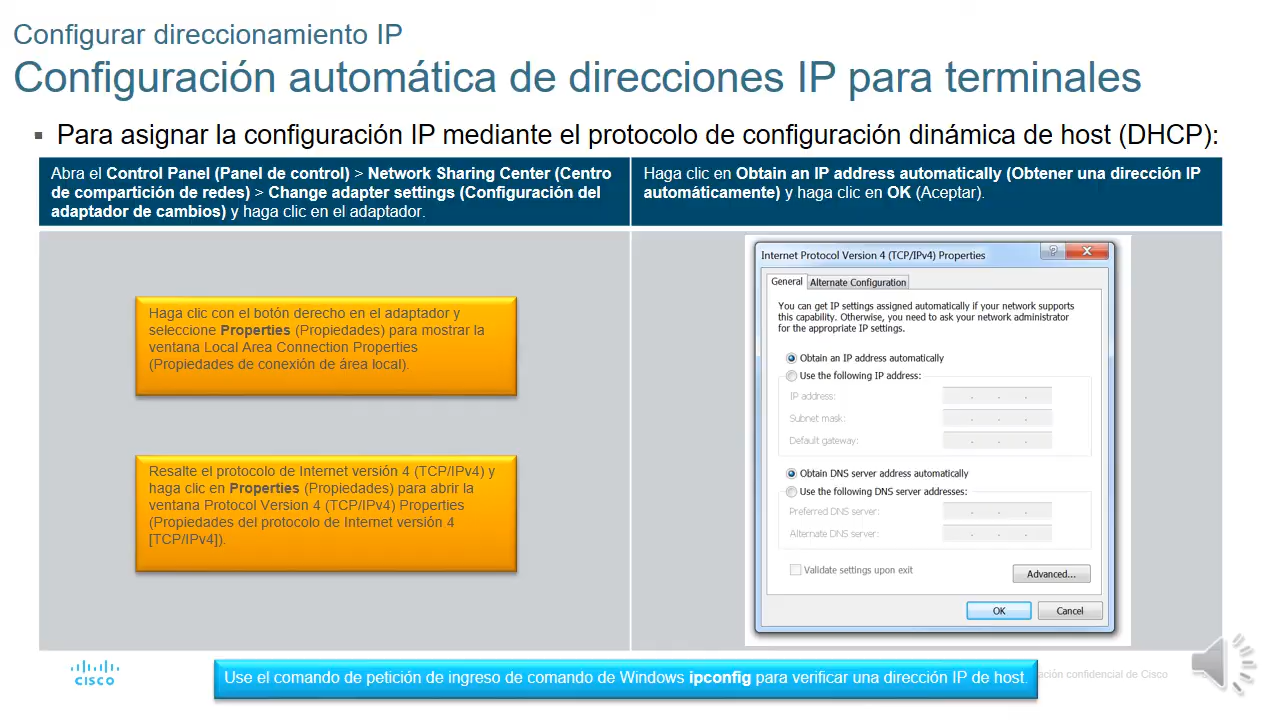 Configurar direccionamiento IP
Configuración automática de direcciones IP para terminales
▪ Para asignar la configuración IP mediante el protocolo de configuración dinámica de host (DHCP):
Abra el Control Panel (Panel de control) > Network Sharing Center (Centro
de compartición de redes) > Change adapter settings (Configuración del
adaptador de cambios) y haga clic en el adaptador.
Haga clic en Obtain an IP address automatically (Obtener una dirección IP
automáticamente) y haga clic en OK (Aceptar).
Haga clic con el botón derecho en el adaptador y
seleccione Properties (Propiedades) para mostrar la
ventana Local Area Connection Properties
(Propiedades de conexión de área local).
Resalte el protocolo de Internet versión 4 (TCP/IPv4) y
haga clic en Properties (Propiedades) para abrir la
ventana Protocol Version 4 (TCP/IPv4) Properties
(Propiedades del protocolo de Internet versión 4
[TCP/IPv4]).
Internet Protocol Version 4 (TCP/IPv4) Properties
General Alternate Configuration
You can get IP settings assigned automatically if your network supports
this capability. Otherwise, you need to ask your network administrator
for the appropriate IP settings.
Obtain an IP address automatically
Use the following IP address:
IP address:
Subnet mask:
Default gateway:
Obtain DNS server address automatically
Use the following DNS server addresses:
Preferred DNS server:
Alternate DNS server:
Validate settings upon exit
Advanced...
OK Cancel
CISCO
Use el comando de petición de ingreso de comando de Windows ipconfig para verificar una dirección IP de host.
confidencial de Cisco